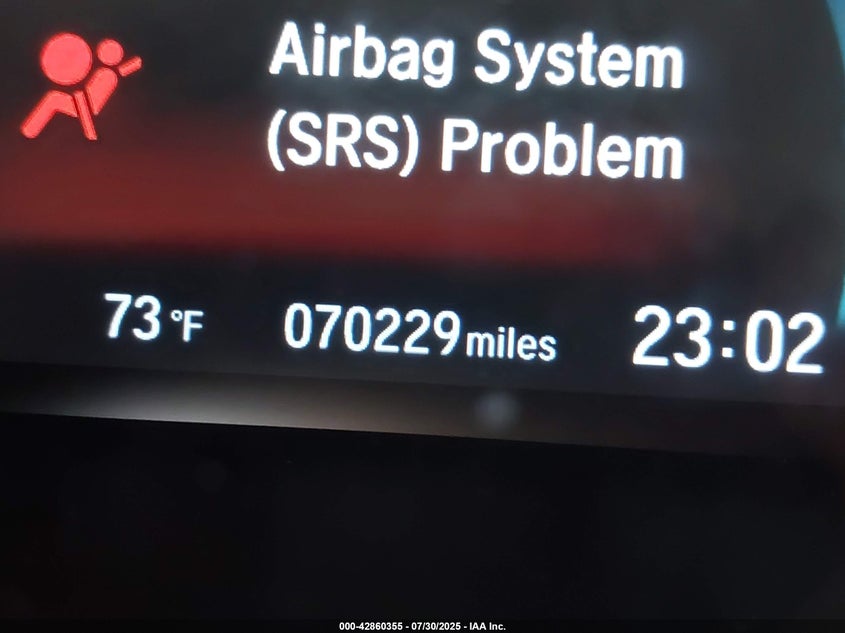 Airbag System
(SRS) Problem
73 °F 070229 miles 23:02
000-42860355 - 07/30/2025 - IAA Inc.